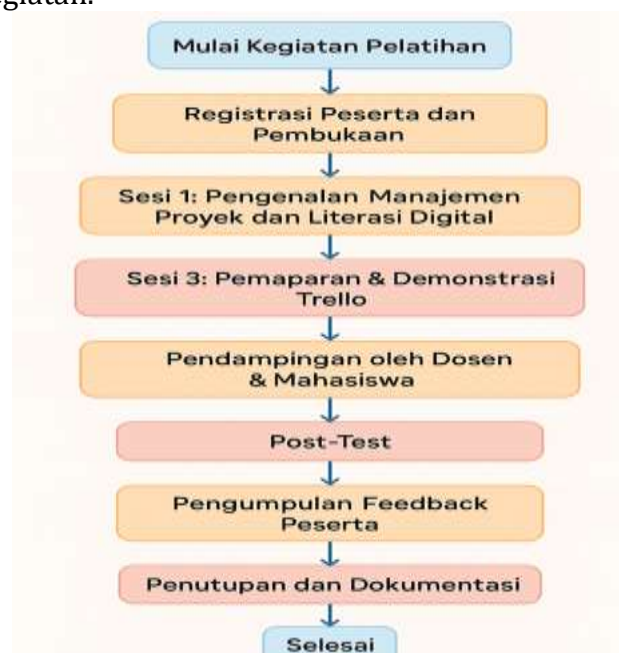 Mulai Kegiatan Pelatihan
Registrasi Peserta dan
Pembukaan
Sesi 1: Pengenalan Manajemen
Proyek dan Literasi Digital
Sesi 3: Pemaparan & Demonstrasi
Trello
Pendampingan oleh Dosen
& Mahasiswa
Post-Test
Pengumpulan Feedback
Peserta
Penutupan dan Dokumentasi
Selesai